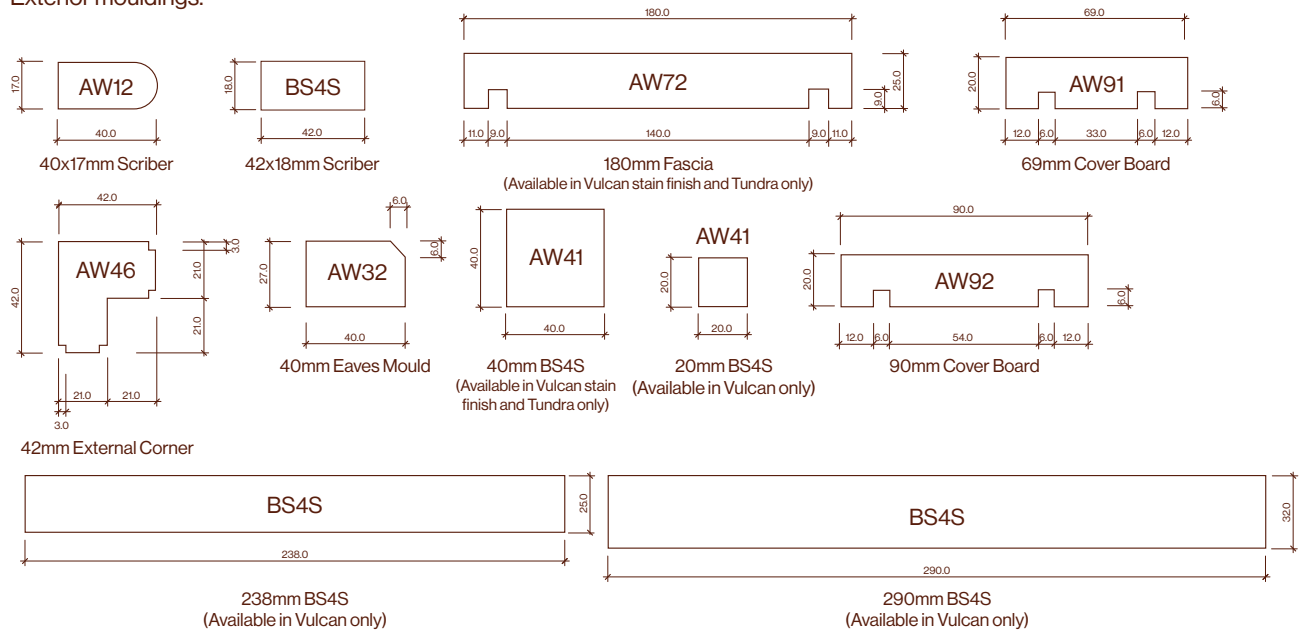 Exterior mouldings.
180.0
69.0
AW12
17.0
40.0
40x17mm Scriber
BS4S
18.0
42.0
42x18mm Scriber
AW72
25.0
9.0
11.0 9.0 140.0 9.0 11.0
180mm Fascia
(Available in Vulcan stain finish and Tundra only)
AW91
20.0
6.0
12.0 6.0 33.0 6.0 12.0
69mm Cover Board
42.0
AW46
42.0
3.0
21.0
21.0
21.0 21.0
3.0
42mm External Corner
6.0
AW32
27.0
6.0
40.0
40mm Eaves Mould
AW41
40.0
40.0
40mm BS4S
(Available in Vulcan stain
finish and Tundra only)
AW41
20.0
20.0
20mm BS4S
(Available in Vulcan only)
90.0
AW92
20.0
6.0
12.0 6.0 54.0 6.0 12.0
90mm Cover Board
BS4S
25.0
238.0
238mm BS4S
(Available in Vulcan only)
BS4S
32.0
290.0
290mm BS4S
(Available in Vulcan only)